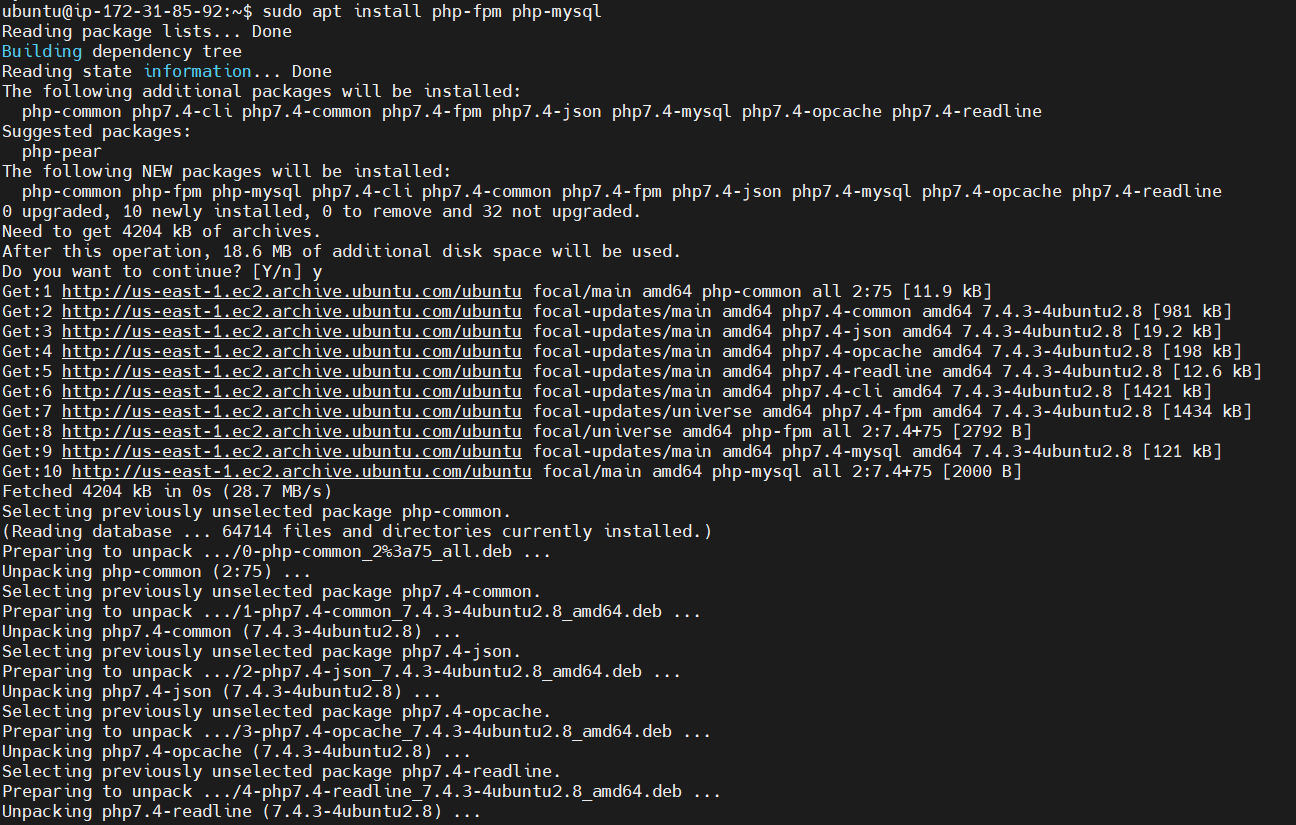 ubuntu@ip-172-31-85-92:~$ sudo apt install php-fpm php-mysql
Reading package lists... Done
Building dependency tree
Reading state information... Done
The following additional packages will be installed:
  php-common php7.4-cli php7.4-common php7.4-fpm php7.4-json php7.4-mysql php7.4-opcache php7.4-readline
Suggested packages:
  php-pear
The following NEW packages will be installed:
  php-common php-fpm php-mysql php7.4-cli php7.4-common php7.4-fpm php7.4-json php7.4-mysql php7.4-opcache php7.4-readline
0 upgraded, 10 newly installed, 0 to remove and 32 not upgraded.
Need to get 4204 kB of archives.
After this operation, 18.6 MB of additional disk space will be used.
Do you want to continue? [Y/n] y
Get:1 http://us-east-1.ec2.archive.ubuntu.com/ubuntu focal/main amd64 php-common all 2:75 [11.9 kB]
Get:2 http://us-east-1.ec2.archive.ubuntu.com/ubuntu focal-updates/main amd64 php7.4-common amd64 7.4.3-4ubuntu2.8 [981 kB]
Get:3 http://us-east-1.ec2.archive.ubuntu.com/ubuntu focal-updates/main amd64 php7.4-json amd64 7.4.3-4ubuntu2.8 [19.2 kB]
Get:4 http://us-east-1.ec2.archive.ubuntu.com/ubuntu focal-updates/main amd64 php7.4-opcache amd64 7.4.3-4ubuntu2.8 [198 kB]
Get:5 http://us-east-1.ec2.archive.ubuntu.com/ubuntu focal-updates/main amd64 php7.4-readline amd64 7.4.3-4ubuntu2.8 [12.6 kB]
Get:6 http://us-east-1.ec2.archive.ubuntu.com/ubuntu focal-updates/main amd64 php7.4-cli amd64 7.4.3-4ubuntu2.8 [1421 kB]
Get:7 http://us-east-1.ec2.archive.ubuntu.com/ubuntu focal-updates/universe amd64 php7.4-fpm amd64 7.4.3-4ubuntu2.8 [1434 kB]
Get:8 http://us-east-1.ec2.archive.ubuntu.com/ubuntu focal/universe amd64 php-fpm all 2:7.4+75 [2792 B]
Get:9 http://us-east-1.ec2.archive.ubuntu.com/ubuntu focal-updates/main amd64 php7.4-mysql amd64 7.4.3-4ubuntu2.8 [121 kB]
Get:10 http://us-east-1.ec2.archive.ubuntu.com/ubuntu focal/main amd64 php-mysql all 2:7.4+75 [2000 B]
Fetched 4204 kB in 0s (28.7 MB/s)
Selecting previously unselected package php-common.
(Reading database ... 64714 files and directories currently installed.)
Preparing to unpack .../0-php-common_2%3a75_all.deb ...
Unpacking php-common (2:75) ...
Selecting previously unselected package php7.4-common.
Preparing to unpack .../1-php7.4-common_7.4.3-4ubuntu2.8_amd64.deb ...
Unpacking php7.4-common (7.4.3-4ubuntu2.8) ...
Selecting previously unselected package php7.4-json.
Preparing to unpack .../2-php7.4-json_7.4.3-4ubuntu2.8_amd64.deb ...
Unpacking php7.4-json (7.4.3-4ubuntu2.8) ...
Selecting previously unselected package php7.4-opcache.
Preparing to unpack .../3-php7.4-opcache_7.4.3-4ubuntu2.8_amd64.deb ...
Unpacking php7.4-opcache (7.4.3-4ubuntu2.8) ...
Selecting previously unselected package php7.4-readline.
Preparing to unpack .../4-php7.4-readline_7.4.3-4ubuntu2.8_amd64.deb ...
Unpacking php7.4-readline (7.4.3-4ubuntu2.8) ...